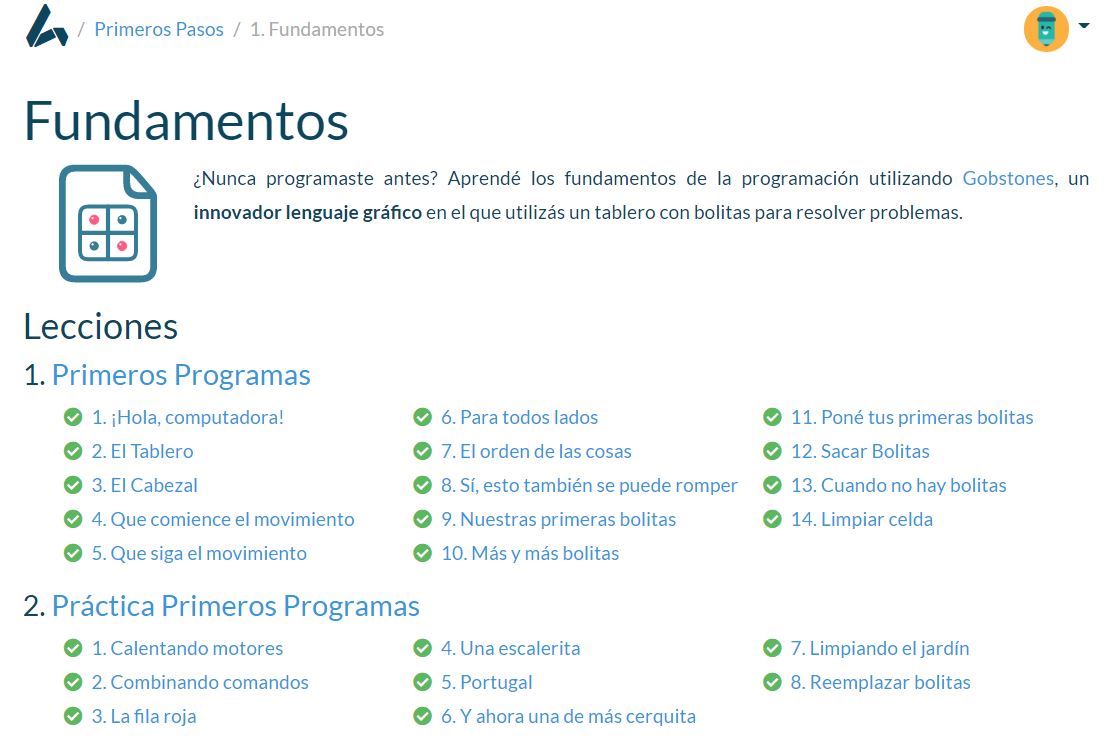 / Primeros Pasos / 1. Fundamentos
Fundamentos
¿Nunca programaste antes? Aprendé los fundamentos de la programación utilizando Gobstones, un
innovador lenguaje gráfico en el que utilizás un tablero con bolitas para resolver problemas.
Lecciones
1. Primeros Programas
1. ¡Hola, computadora!
2. El Tablero
3. El Cabezal
4. Que comience el movimiento
5. Que siga el movimiento
6. Para todos lados
7. El orden de las cosas
8. Sí, esto también se puede romper
9. Nuestras primeras bolitas
10. Más y más bolitas
11. Poné tus primeras bolitas
12. Sacar Bolitas
13. Cuando no hay bolitas
14. Limpiar celda
2. Práctica Primeros Programas
1. Calentando motores
2. Combinando comandos
3. La fila roja
4. Una escalerita
5. Portugal
6. Y ahora una de más cerquita
7. Limpiando el jardín
8. Reemplazar bolitas